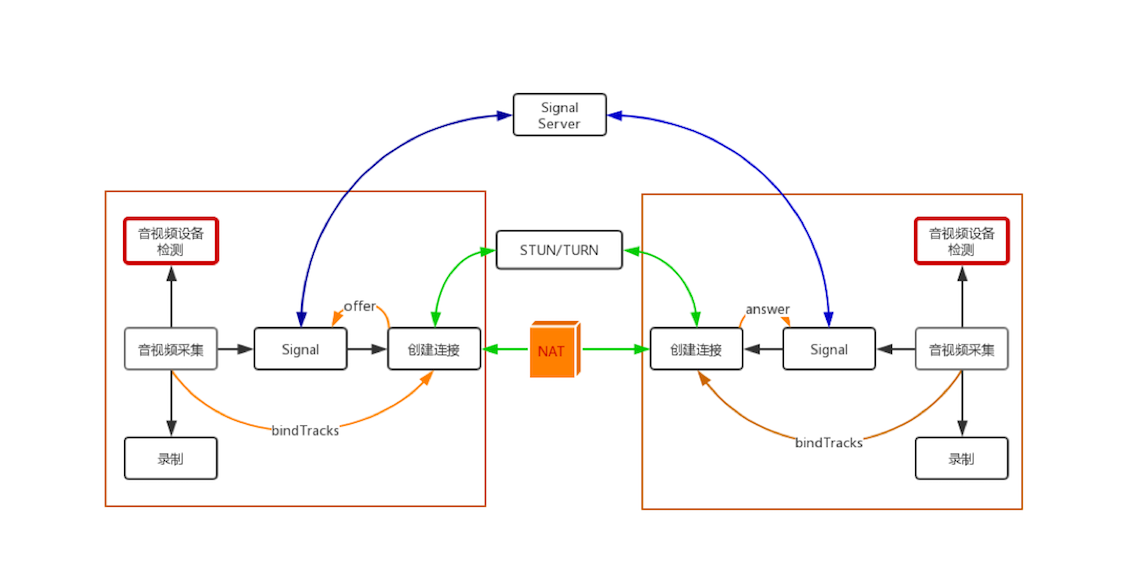 Signal
Server
音视频设备
检测
音视频设备
检测
STUN/TURN
offer
answer
音视频采集
Signal
创建连接
NAT
创建连接
Signal
音视频采集
bindTracks
bindTracks
录制
录制